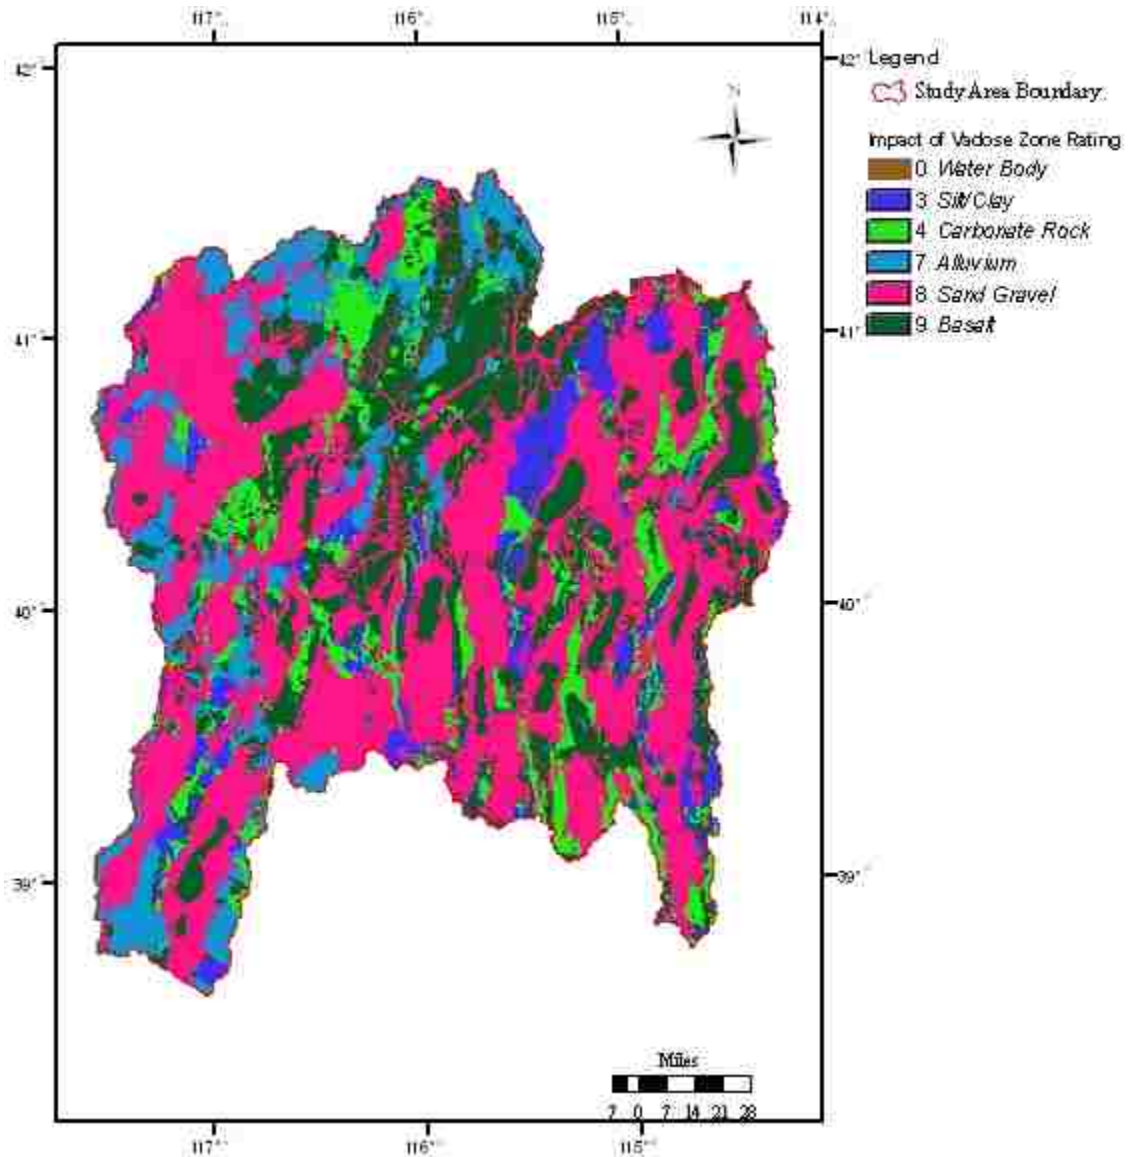 117° 116° 115° 114°
42° 42°
Legend
Study Area Boundary
N
Impact of Vadose Zone Rating
0 Water Body
3 Silt/Clay
4 Carbonate Rock
7 Alluvium
8 Sand Gravel
9 Basalt
41° 41°
40° 40°
39° 39°
Miles
7 0 7 14 21 28
117° 116° 115°